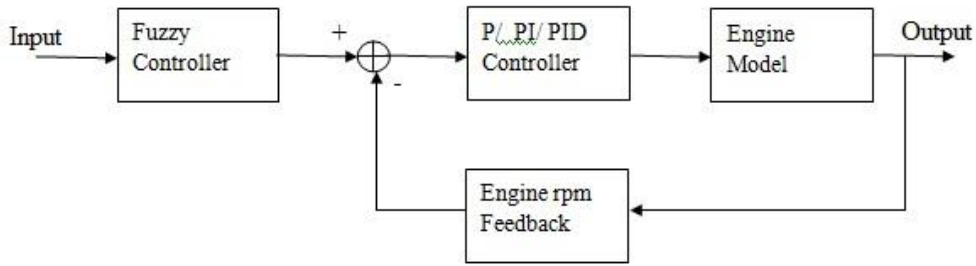 Input
Fuzzy
Controller
+
-
P/ PI/ PID
Controller
Engine
Model
Output
Engine rpm
Feedback